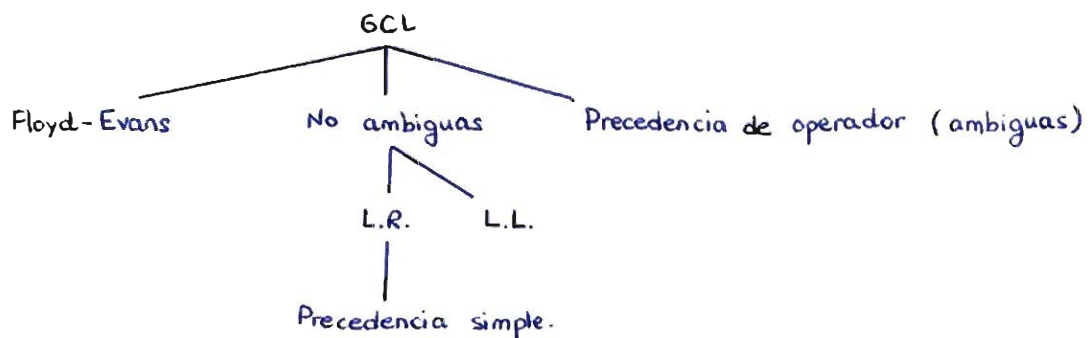 GCL
Floyd-Evans
No ambiguas
Precedencia de operador (ambiguas)
L.R.
L.L.
Precedencia simple.